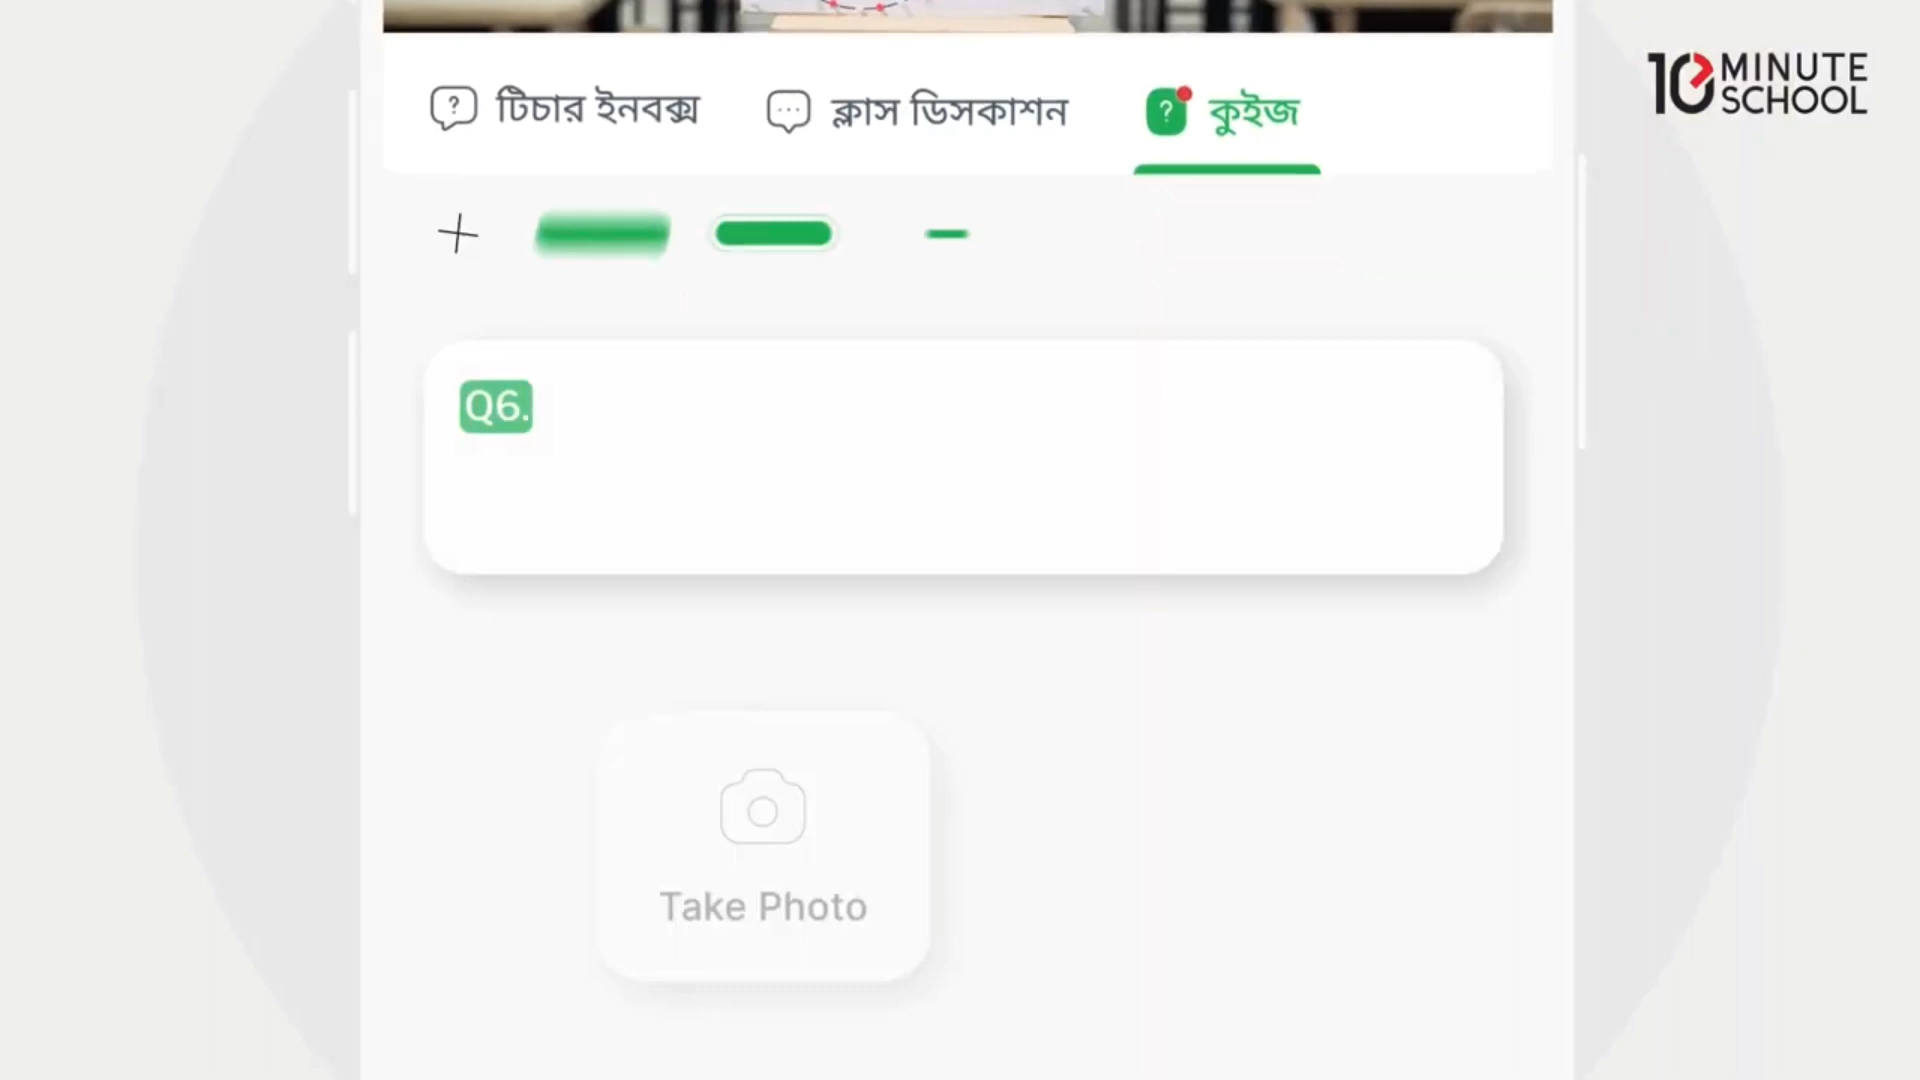 টিচার ইনবক্স
ক্লাস ডিসকাশন
কুইজ
10 MINUTE SCHOOL
Q6.
Take Photo